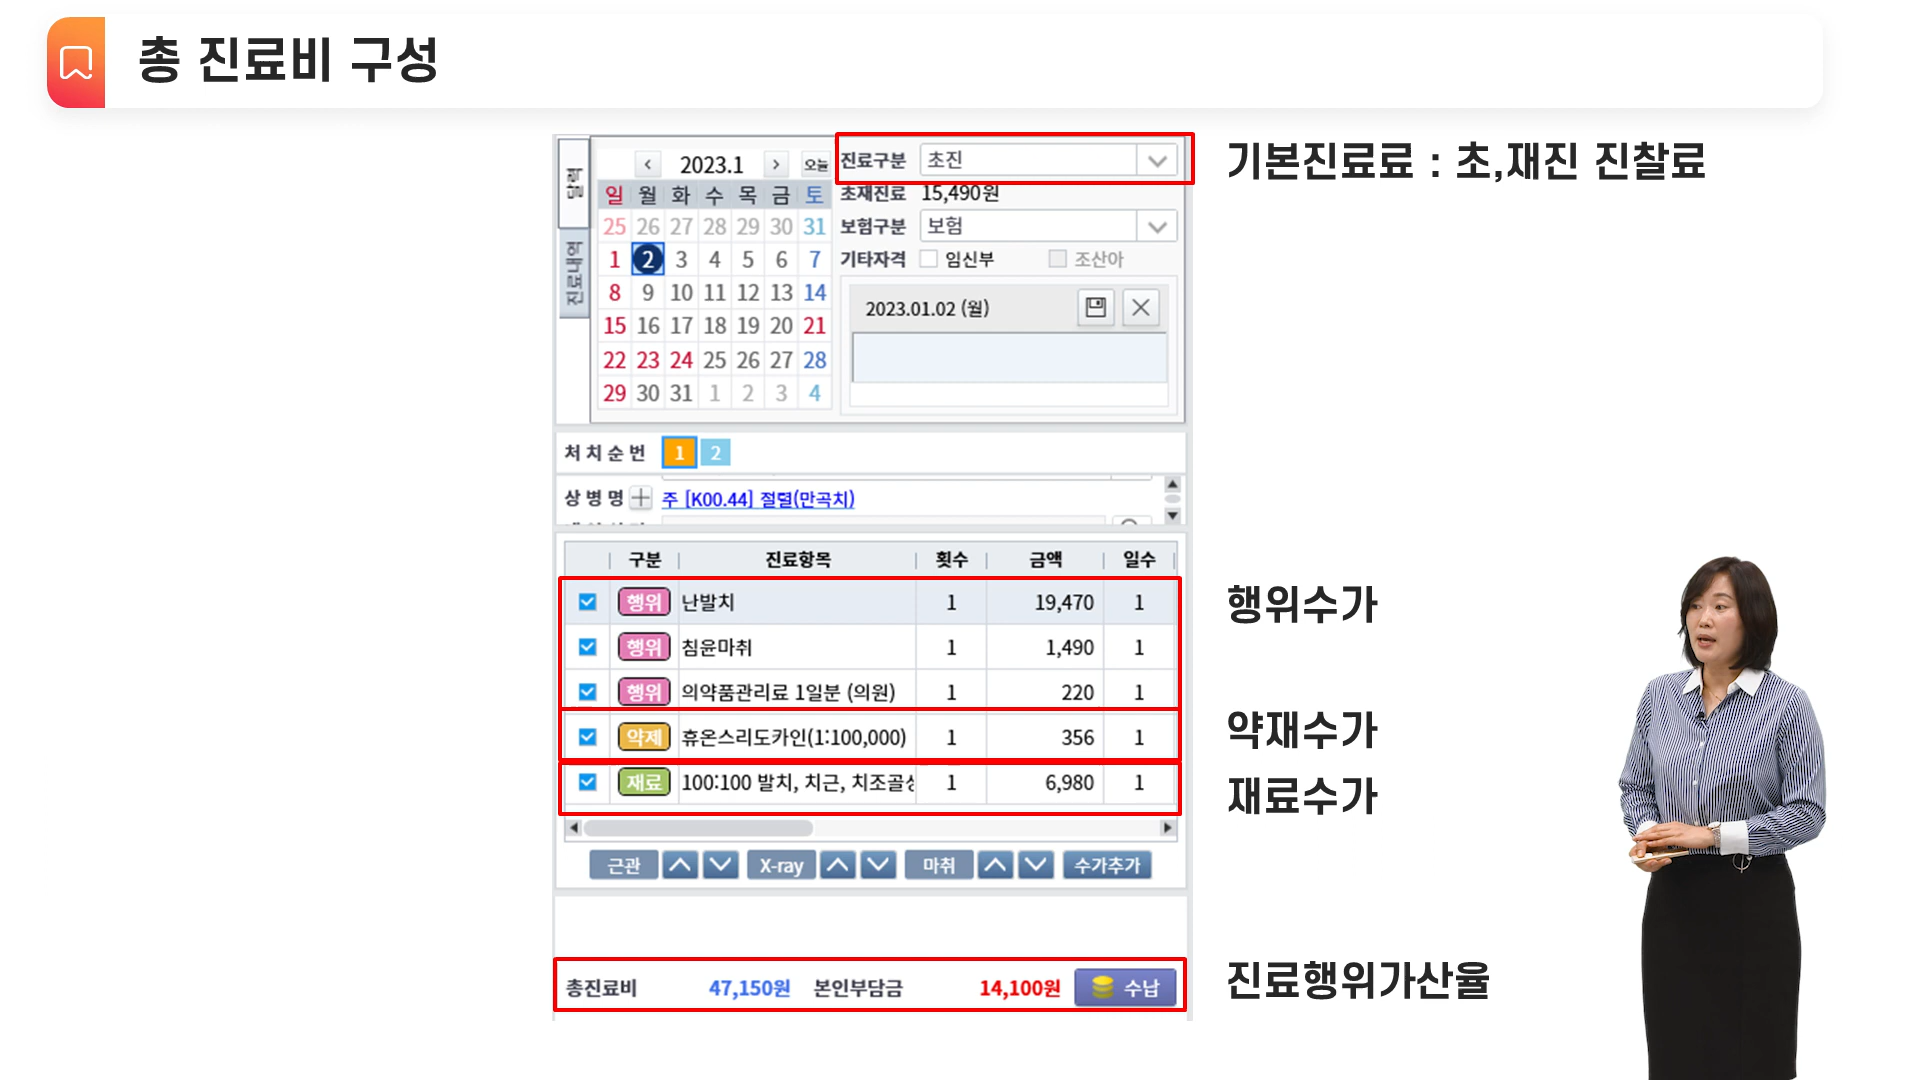 총 진료비 구성
달력
진료내역
2023.1 오늘
일 월 화 수 목 금 토
25 26 27 28 29 30 31
1 2 3 4 5 6 7
8 9 10 11 12 13 14
15 16 17 18 19 20 21
22 23 24 25 26 27 28
29 30 31 1 2 3 4
진료구분 초진
초재진료 15,490원
보험구분 보험
기타자격 임신부 조산아
2023.01.02 (월)
기본진료료 : 초,재진 진찰료
처치순번 1 2
상병명 주 [K00.44] 절렬(만곡치)
구분 진료항목 횟수 금액 일수
행위 난발치 1 19,470 1
행위 침윤마취 1 1,490 1
행위 의약품관리료 1일분 (의원) 1 220 1
약제 휴온스리도카인(1:100,000) 1 356 1
재료 100:100 발치, 치근, 치조골성 1 6,980 1
행위수가
약재수가
재료수가
근관 X-ray 마취 수가추가
총진료비 47,150원 본인부담금 14,100원 수납
진료행위가산율